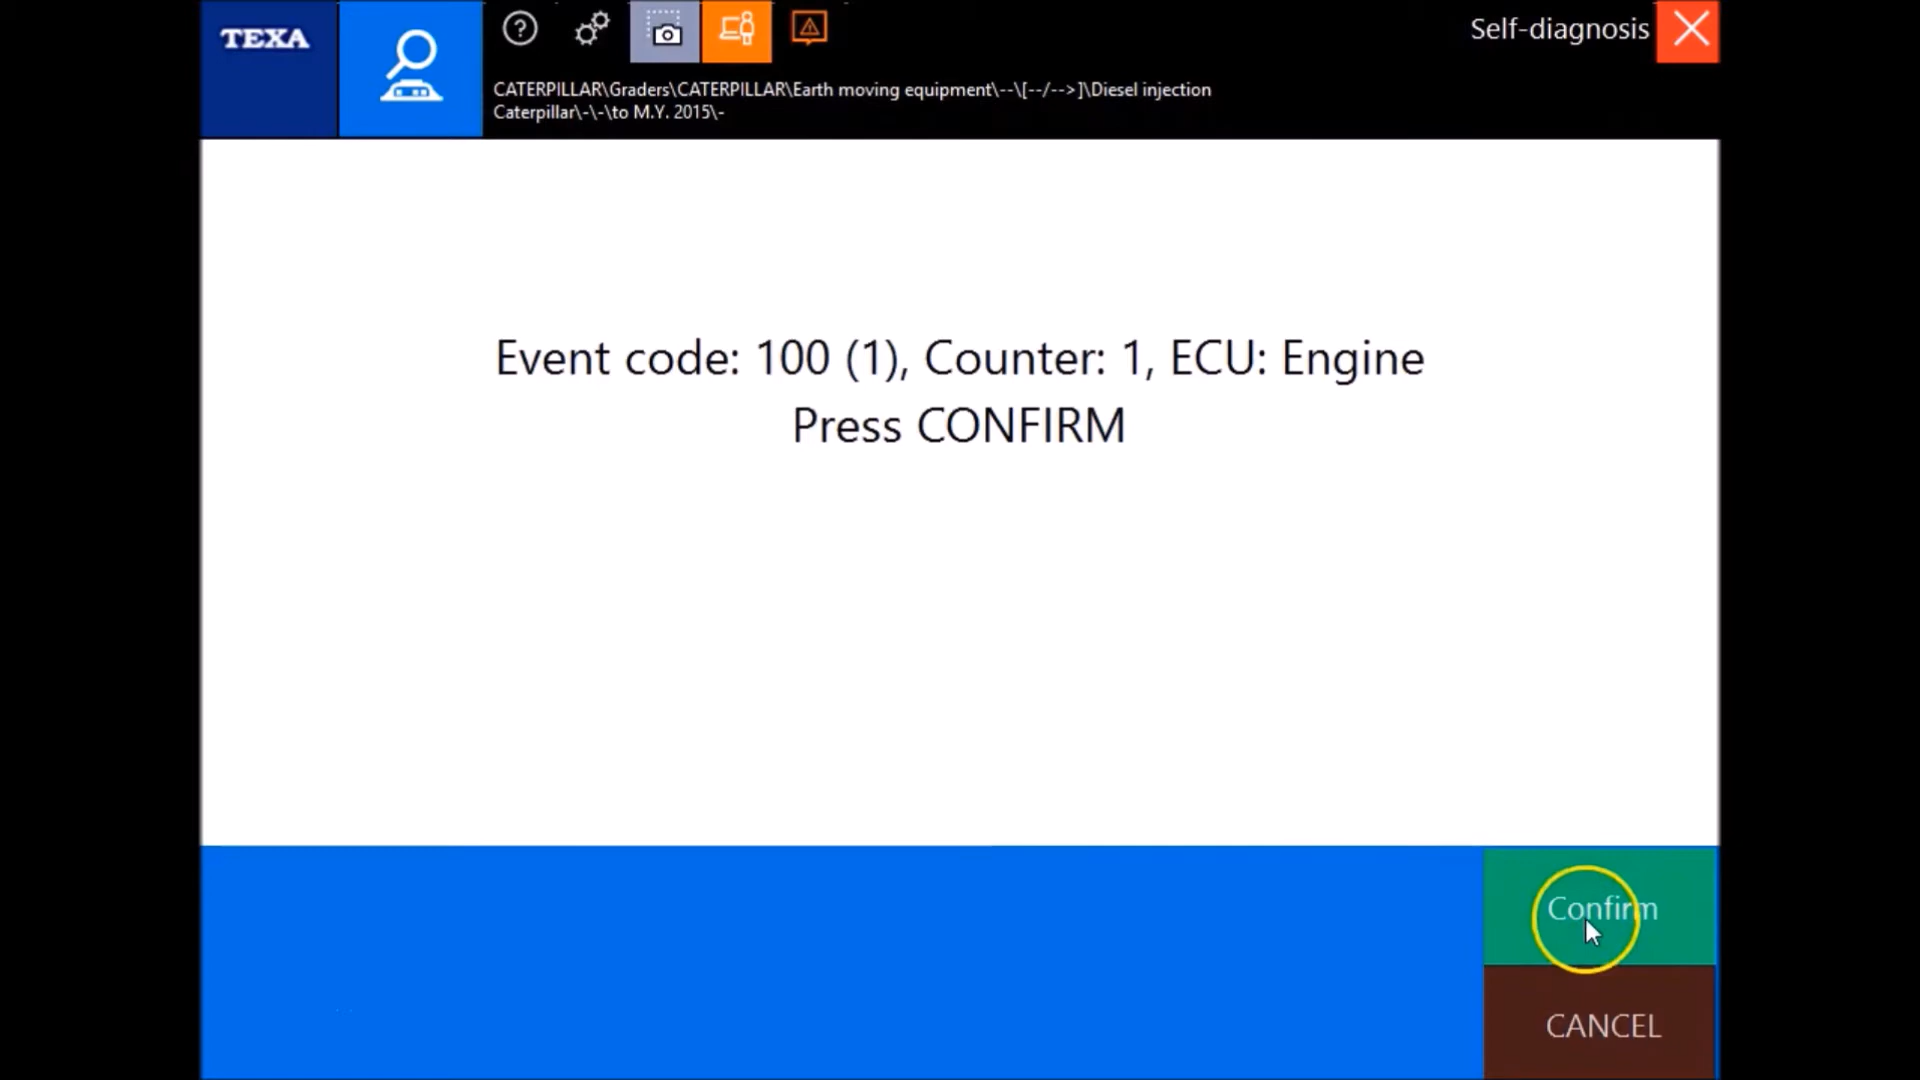 TEXA
Self-diagnosis
CATERPILLAR\Graders\CATERPILLAR\Earth moving equipment\--\[--/-->]\Diesel injection
Caterpillar\-\-\to M.Y. 2015\-
Event code: 100 (1), Counter: 1, ECU: Engine
Press CONFIRM
Confirm
CANCEL